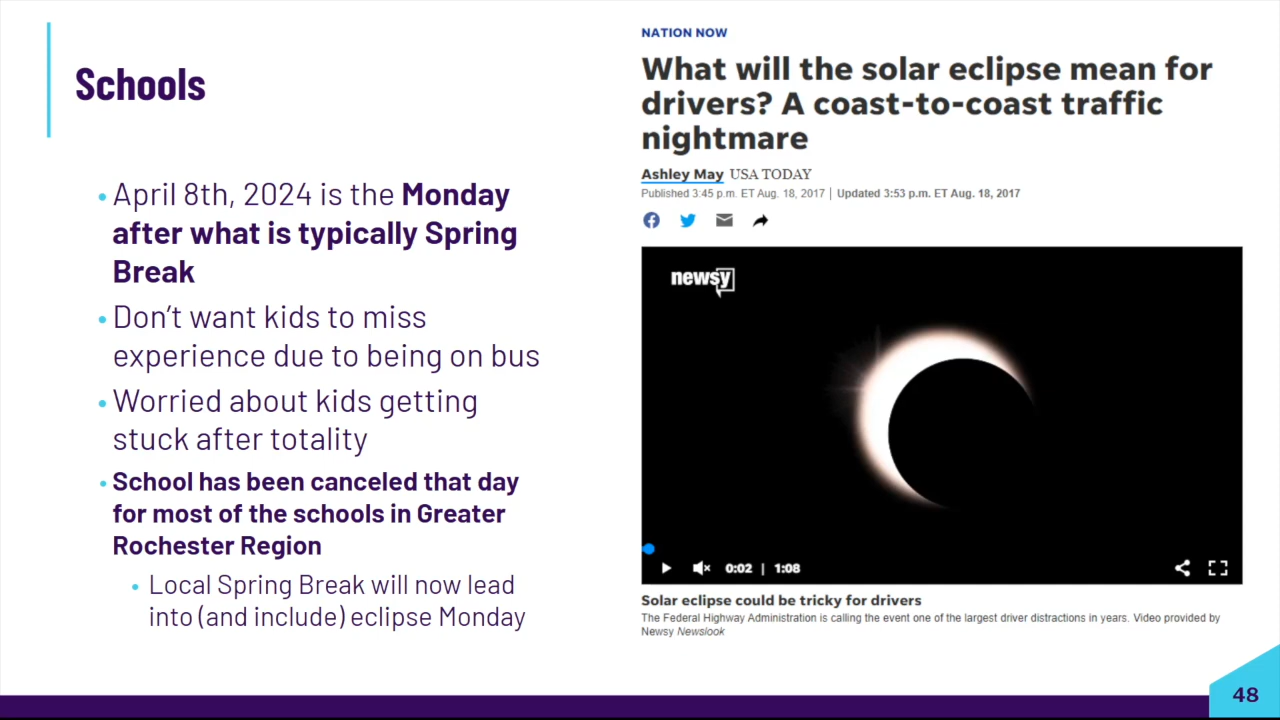 Schools
• April 8th, 2024 is the Monday
after what is typically Spring
Break
• Don't want kids to miss
experience due to being on bus
• Worried about kids getting
stuck after totality
• School has been canceled that day
for most of the schools in Greater
Rochester Region
• Local Spring Break will now lead
into (and include) eclipse Monday
NATION NOW
What will the solar eclipse mean for
drivers? A coast-to-coast traffic
nightmare
Ashley May USA TODAY
Published 3:45 p.m. ET Aug. 18, 2017 | Updated 3:53 p.m. ET Aug. 18, 2017
newsy
0:02 | 1:08
Solar eclipse could be tricky for drivers
The Federal Highway Administration is calling the event one of the largest driver distractions in years. Video provided by
Newsy Newslook
48